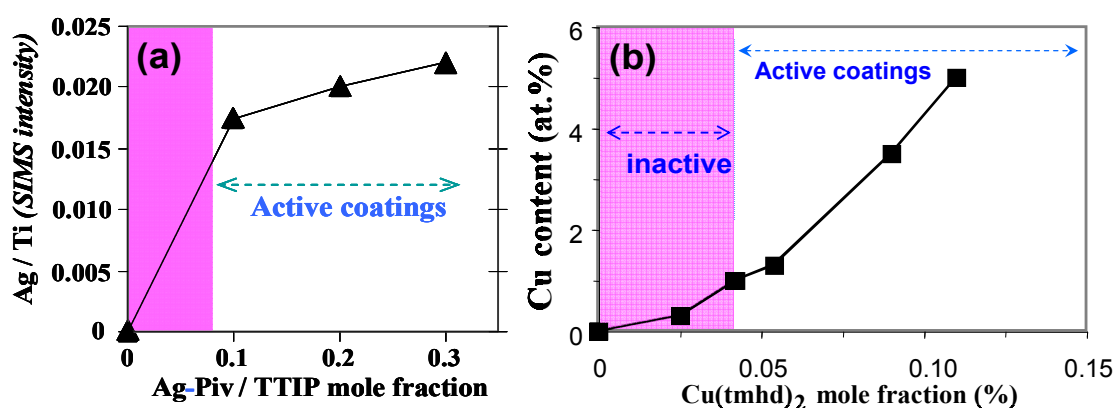 (a)
Ag / Ti (SIMS intensity)
0.025
0.020
0.015
0.010
0.005
0
Active coatings
0 0.1 0.2 0.3
Ag-Piv / TTIP mole fraction
(b)
Cu content (at.%)
6
4
2
0
Active coatings
inactive
0 0.05 0.10 0.15
Cu(tmhd)2 mole fraction (%)